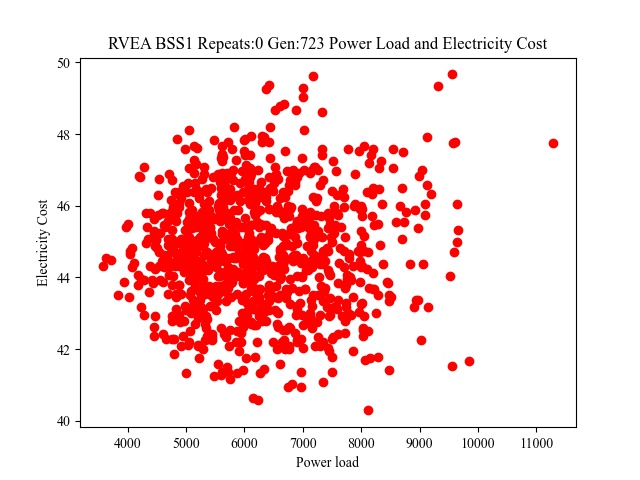 RVEA BSS1 Repeats:0 Gen:723 Power Load and Electricity Cost
50
48
46
44
42
40
Electricity Cost
4000 5000 6000 7000 8000 9000 10000 11000
Power load